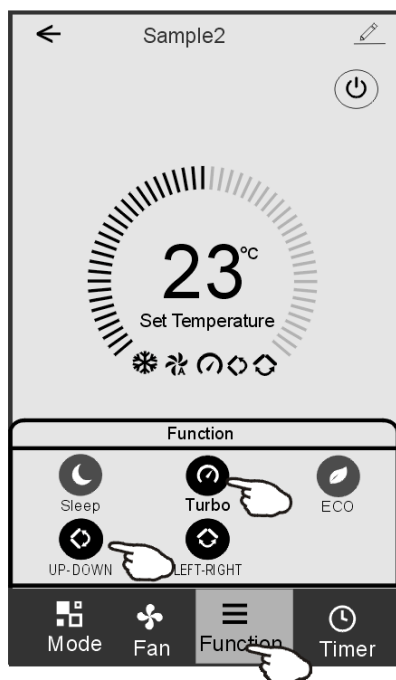 Sample2
23°C
Set Temperature
A
Function
Sleep Turbo ECO
UP-DOWN LEFT-RIGHT
Mode Fan Function Timer